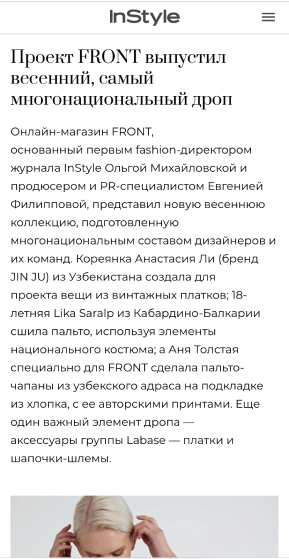 InStyle
Проект FRONT выпустил
весенний, самый
многонациональный дроп
Онлайн-магазин FRONT,
основанный первым fashion-директором
журнала InStyle Ольгой Михайловской и
продюсером и PR-специалистом Евгенией
Филипповой, представил новую весеннюю
коллекцию, подготовленную
многонациональным составом дизайнеров и
их команд. Кореянка Анастасия Ли (бренд
JIN JU) из Узбекистана создала для
проекта вещи из винтажных платков; 18-
летняя Lika Saralp из Кабардино-Балкарии
сшила пальто, используя элементы
национального костюма; а Аня Толстая
специально для FRONT сделала пальто-
чапаны из узбекского адраса на подкладке
из хлопка, с ее авторскими принтами. Еще
один важный элемент дропа —
аксессуары группы Labase — платки и
шапочки-шлемы.